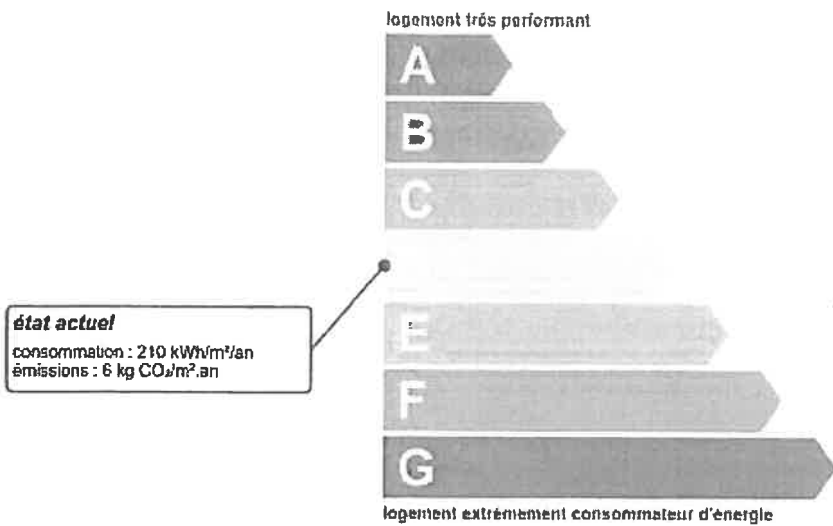 logement très performant
A
B
C
état actuel
consommation : 210 kWh/m²/an
émissions : 6 kg CO₂/m².an
E
F
G
logement extrêmement consommateur d'énergie